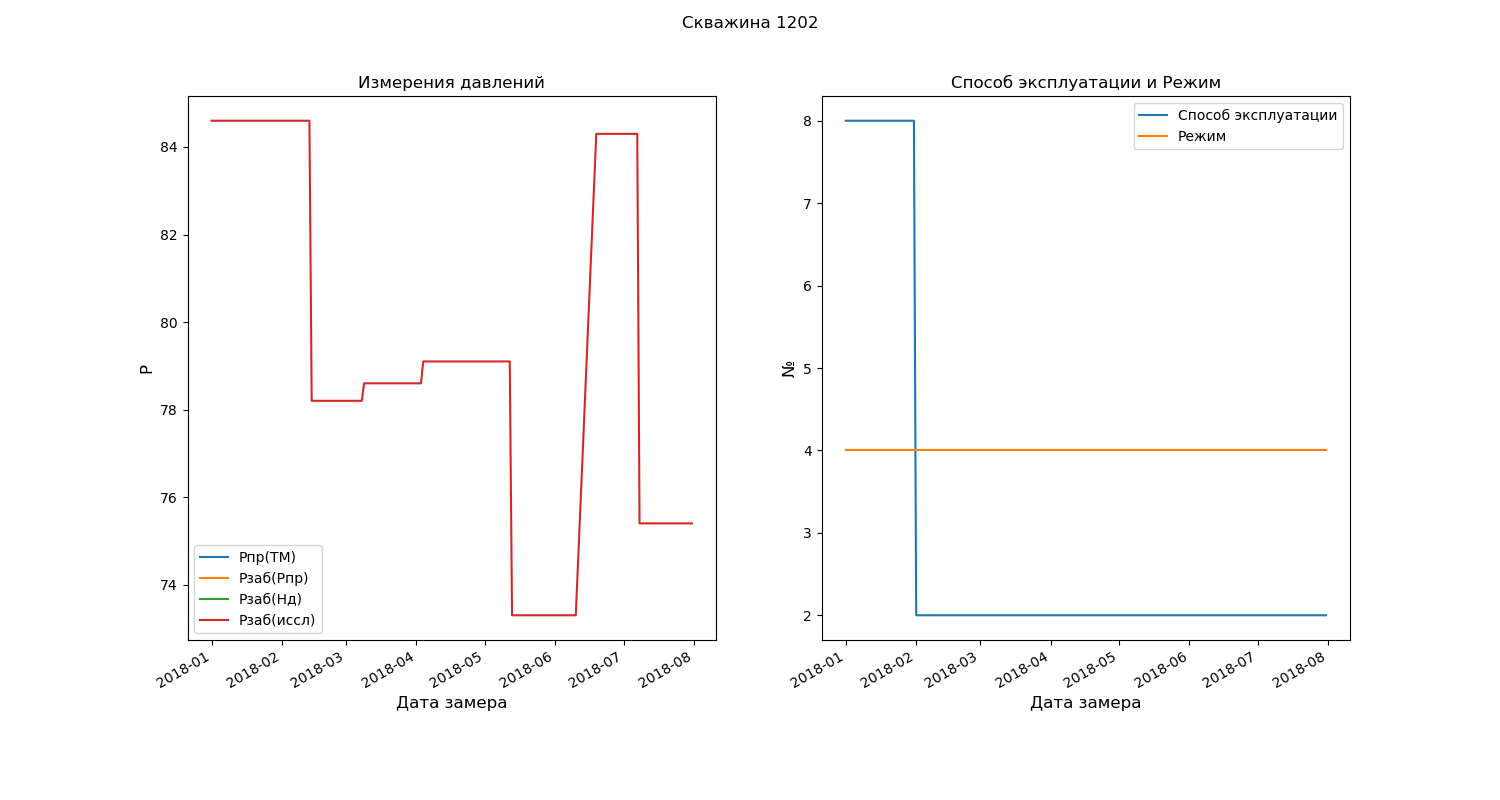 Скважина 1202
Измерения давлений
P
84
82
80
78
76
74
Рпр(ТМ)
Рзаб(Рпр)
Рзаб(Нд)
Рзаб(иссл)
2018-01
2018-02
2018-03
2018-04
2018-05
2018-06
2018-07
2018-08
Дата замера
Способ эксплуатации и Режим
№
8
7
6
5
4
3
2
Способ эксплуатации
Режим
2018-01
2018-02
2018-03
2018-04
2018-05
2018-06
2018-07
2018-08
Дата замера